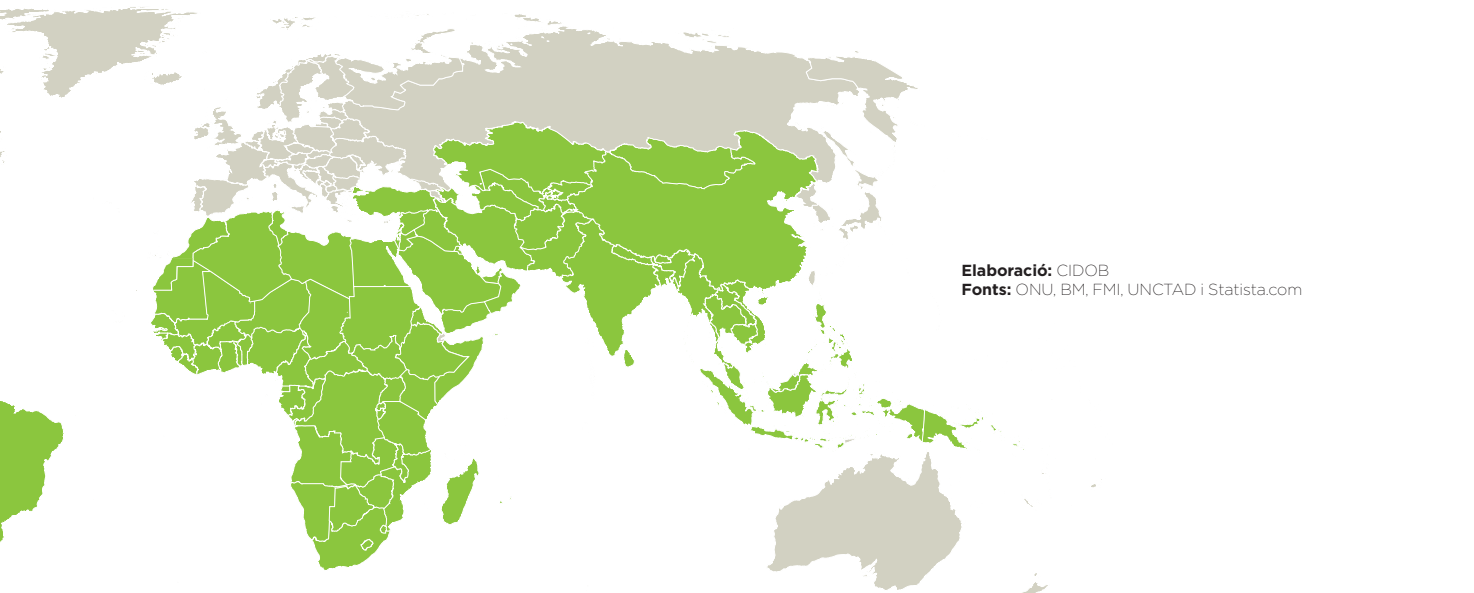 Elaboració: CIDOB
Fonts: ONU, BM, FMI, UNCTAD i Statista.com